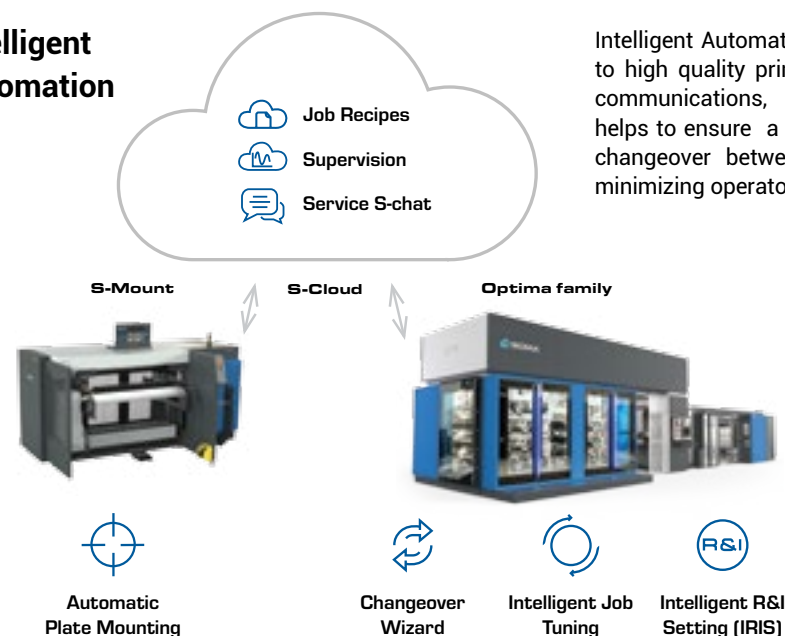 elligent
omation
Intelligent Automat
to high quality prin
communications,
helps to ensure a
changeover betwe
minimizing operato
Job Recipes
Supervision
Service S-chat
S-Mount
S-Cloud
Optima family
R&I
Automatic
Plate Mounting
Changeover
Wizard
Intelligent Job
Tuning
Intelligent R&I
Setting (IRIS)